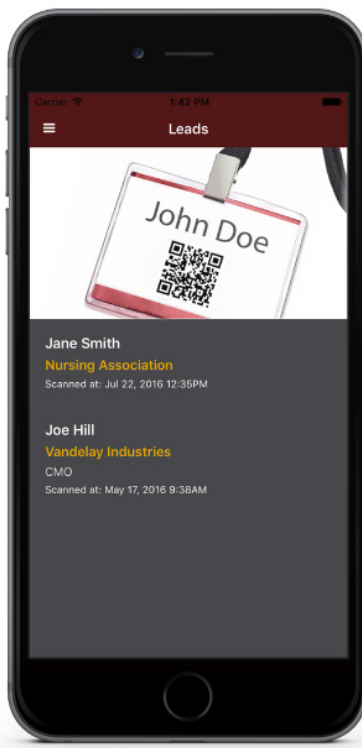 Carrier 1:42 PM
Leads
John Doe
Jane Smith
Nursing Association
Scanned at: Jul 22, 2016 12:35PM
Joe Hill
Vandelay Industries
CMO
Scanned at: May 17, 2016 9:38AM